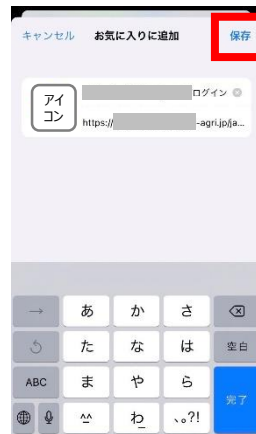 キャンセル お気に入りに追加 保存
アイ
コン
ログイン
https:// -agri.jp/ja...
→ あ か さ
た な は 空白
ABC ま や ら
完了
^^ わ 、。?!